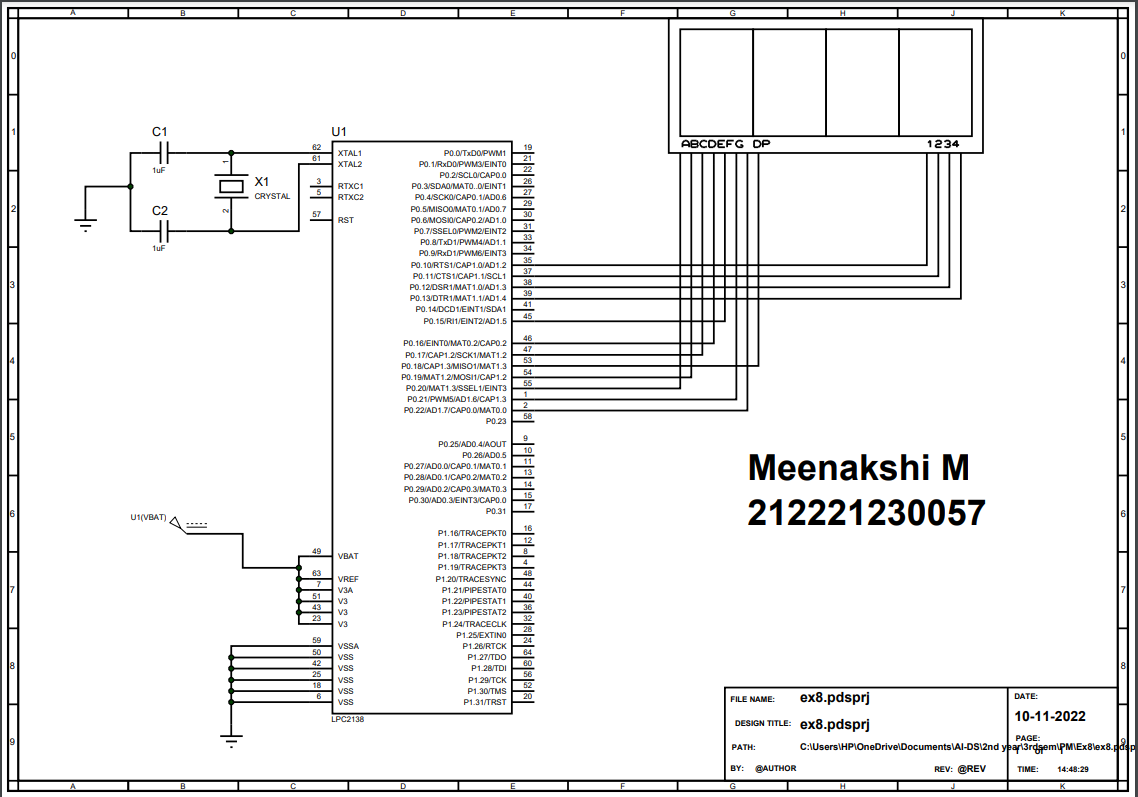 A B C D E F G H J K
0 0
1 1
2 2
3 3
4 4
5 5
6 6
7 7
8 8
9 9
ABCDEFG DP 1234
C1
1uF
C2
1uF
1
X1
CRYSTAL
2
U1
62 XTAL1
61 XTAL2
3 RTXC1
5 RTXC2
57 RST
U1(VBAT)
49 VBAT
63 VREF
7 V3A
51 V3
43 V3
23 V3
59 VSSA
50 VSS
42 VSS
25 VSS
18 VSS
6 VSS
P0.0/TxD0/PWM1 19
P0.1/RxD0/PWM3/EINT0 21
P0.2/SCL0/CAP0.0 22
P0.3/SDA0/MAT0..0/EINT1 26
P0.4/SCK0/CAP0.1/AD0.6 27
P0.5/MISO0/MAT0.1/AD0.7 29
P0.6/MOSI0/CAP0.2/AD1.0 30
P0.7/SSEL0/PWM2/EINT2 31
P0.8/TxD1/PWM4/AD1.1 33
P0.9/RxD1/PWM6/EINT3 34
P0.10/RTS1/CAP1.0/AD1.2 35
P0.11/CTS1/CAP1.1/SCL1 37
P0.12/DSR1/MAT1.0/AD1.3 38
P0.13/DTR1/MAT1.1/AD1.4 39
P0.14/DCD1/EINT1/SDA1 41
P0.15/RI1/EINT2/AD1.5 45
P0.16/EINT0/MAT0.2/CAP0.2 46
P0.17/CAP1.2/SCK1/MAT1.2 47
P0.18/CAP1.3/MISO1/MAT1.3 53
P0.19/MAT1.2/MOSI1/CAP1.2 54
P0.20/MAT1.3/SSEL1/EINT3 55
P0.21/PWM5/AD1.6/CAP1.3 1
P0.22/AD1.7/CAP0.0/MAT0.0 2
P0.23 58
P0.25/AD0.4/AOUT 9
P0.26/AD0.5 10
P0.27/AD0.0/CAP0.1/MAT0.1 11
P0.28/AD0.1/CAP0.2/MAT0.2 13
P0.29/AD0.2/CAP0.3/MAT0.3 14
P0.30/AD0.3/EINT3/CAP0.0 15
P0.31 17
P1.16/TRACEPKT0 16
P1.17/TRACEPKT1 12
P1.18/TRACEPKT2 8
P1.19/TRACEPKT3 4
P1.20/TRACESYNC 48
P1.21/PIPESTAT0 44
P1.22/PIPESTAT1 40
P1.23/PIPESTAT2 36
P1.24/TRACECLK 32
P1.25/EXTIN0 28
P1.26/RTCK 24
P1.27/TDO 64
P1.28/TDI 60
P1.29/TCK 56
P1.30/TMS 52
P1.31/TRST 20
LPC2138
Meenakshi M
212221230057
FILE NAME: ex8.pdsprj
DESIGN TITLE: ex8.pdsprj
PATH: C:\Users\HP\OneDrive\Documents\AI-DS\2nd year\3rdsem\PM\Ex8\ex8.pdsp
BY: @AUTHOR REV: @REV
DATE:
10-11-2022
PAGE:
of
TIME: 14:48:29
A B C D E F G H J K